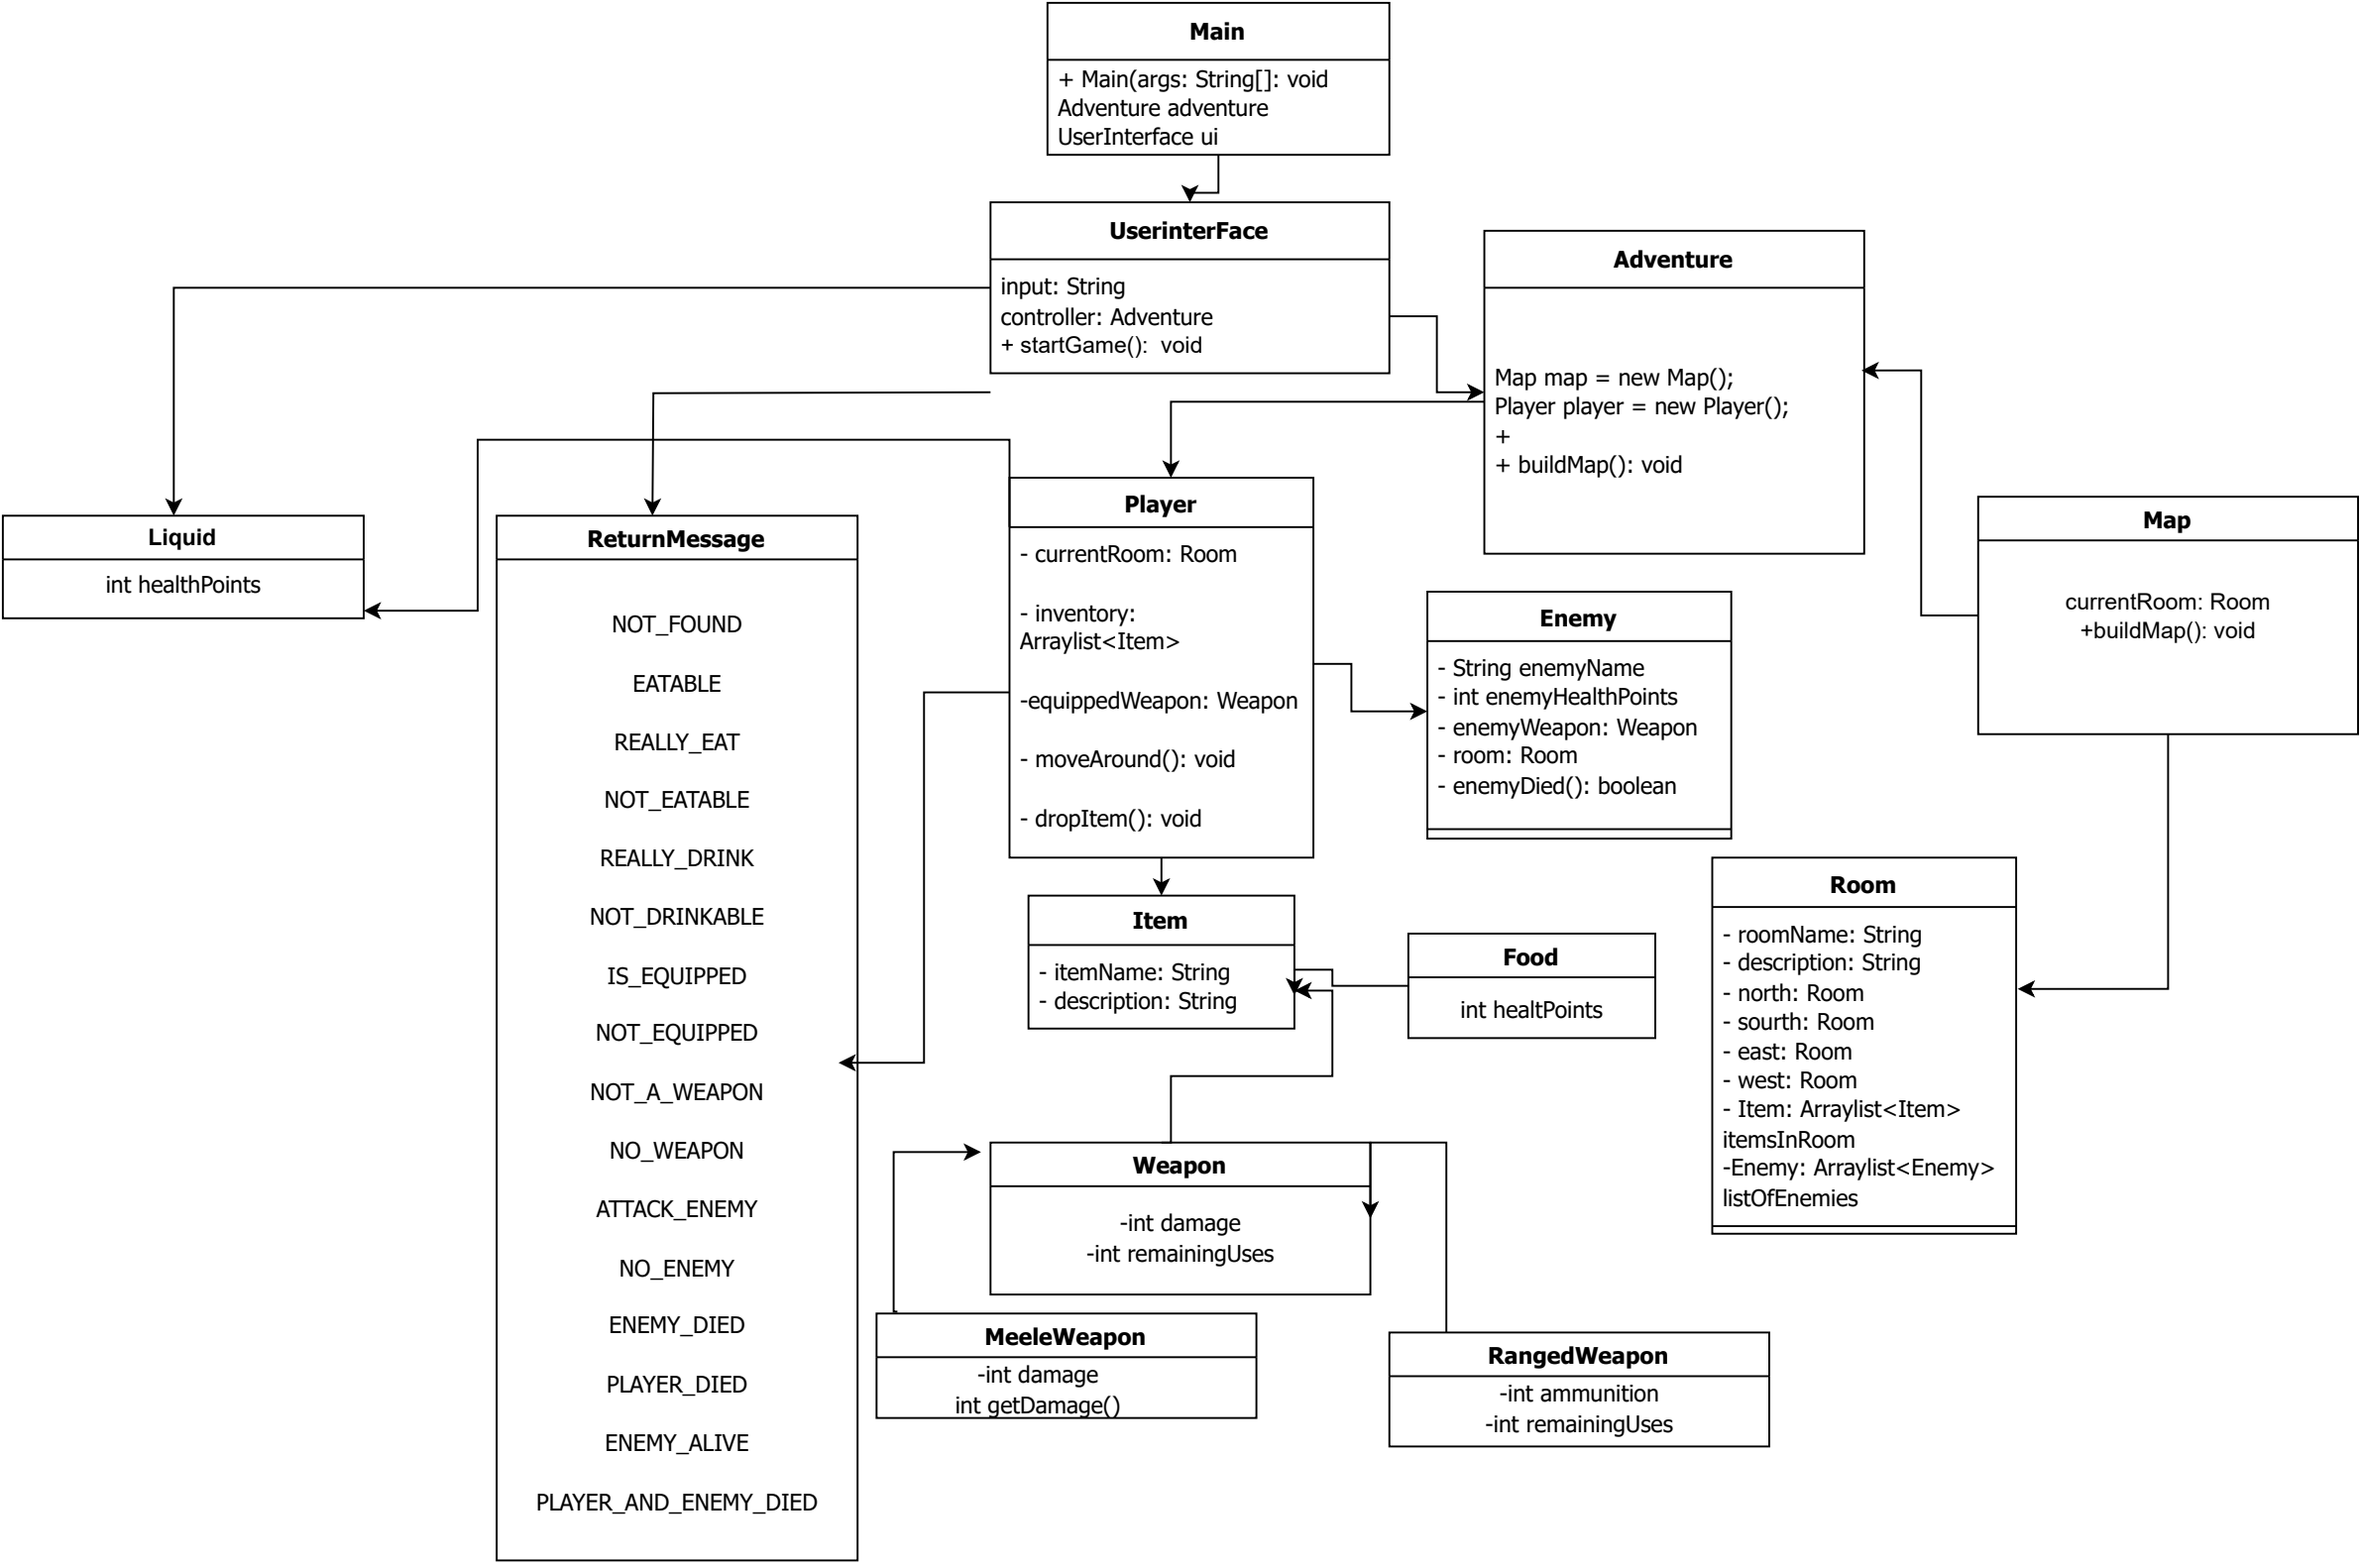 Main
+ Main(args: String[]: void
Adventure adventure
UserInterface ui
UserinterFace
input: String
controller: Adventure
+ startGame():  void
Adventure
Map map = new Map();
Player player = new Player();
+
+ buildMap(): void
Liquid
int healthPoints
ReturnMessage
NOT_FOUND
EATABLE
REALLY_EAT
NOT_EATABLE
REALLY_DRINK
NOT_DRINKABLE
IS_EQUIPPED
NOT_EQUIPPED
NOT_A_WEAPON
NO_WEAPON
ATTACK_ENEMY
NO_ENEMY
ENEMY_DIED
PLAYER_DIED
ENEMY_ALIVE
PLAYER_AND_ENEMY_DIED
Player
- currentRoom: Room
- inventory:
Arraylist<Item>
-equippedWeapon: Weapon
- moveAround(): void
- dropItem(): void
Enemy
- String enemyName
- int enemyHealthPoints
- enemyWeapon: Weapon
- room: Room
- enemyDied(): boolean
Map
currentRoom: Room
+buildMap(): void
Item
- itemName: String
- description: String
Food
int healtPoints
Room
- roomName: String
- description: String
- north: Room
- sourth: Room
- east: Room
- west: Room
- Item: Arraylist<Item>
itemsInRoom
-Enemy: Arraylist<Enemy>
listOfEnemies
Weapon
-int damage
-int remainingUses
MeeleWeapon
-int damage
int getDamage()
RangedWeapon
-int ammunition
-int remainingUses